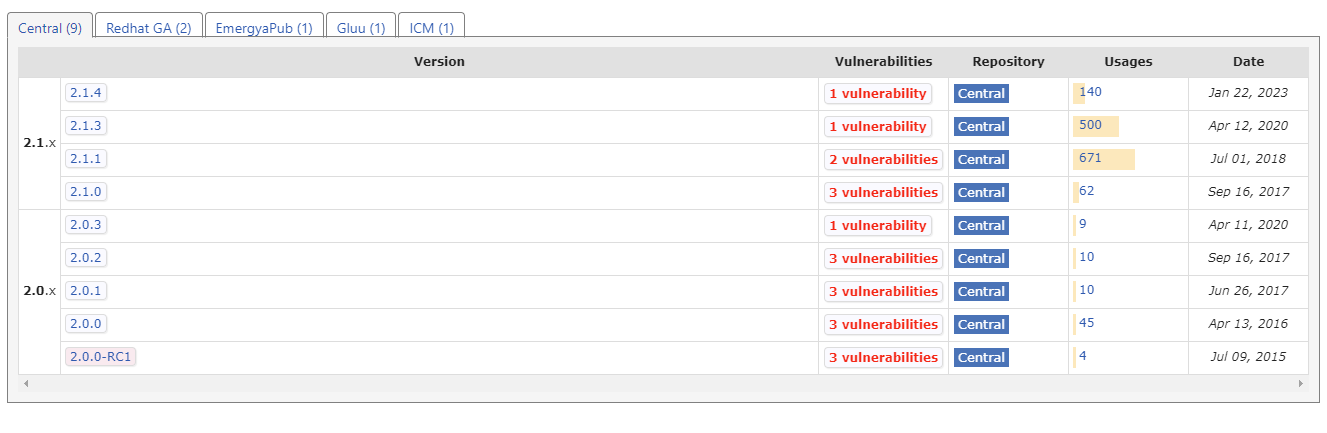 Central (9) Redhat GA (2) EmergyaPub (1) Gluu (1) ICM (1)
Version Vulnerabilities Repository Usages Date
2.1.4 1 vulnerability Central 140 Jan 22, 2023
2.1.3 1 vulnerability Central 500 Apr 12, 2020
2.1.x
2.1.1 2 vulnerabilities Central 671 Jul 01, 2018
2.1.0 3 vulnerabilities Central 62 Sep 16, 2017
2.0.3 1 vulnerability Central 9 Apr 11, 2020
2.0.2 3 vulnerabilities Central 10 Sep 16, 2017
2.0.x 2.0.1 3 vulnerabilities Central 10 Jun 26, 2017
2.0.0 3 vulnerabilities Central 45 Apr 13, 2016
2.0.0-RC1 3 vulnerabilities Central 4 Jul 09, 2015